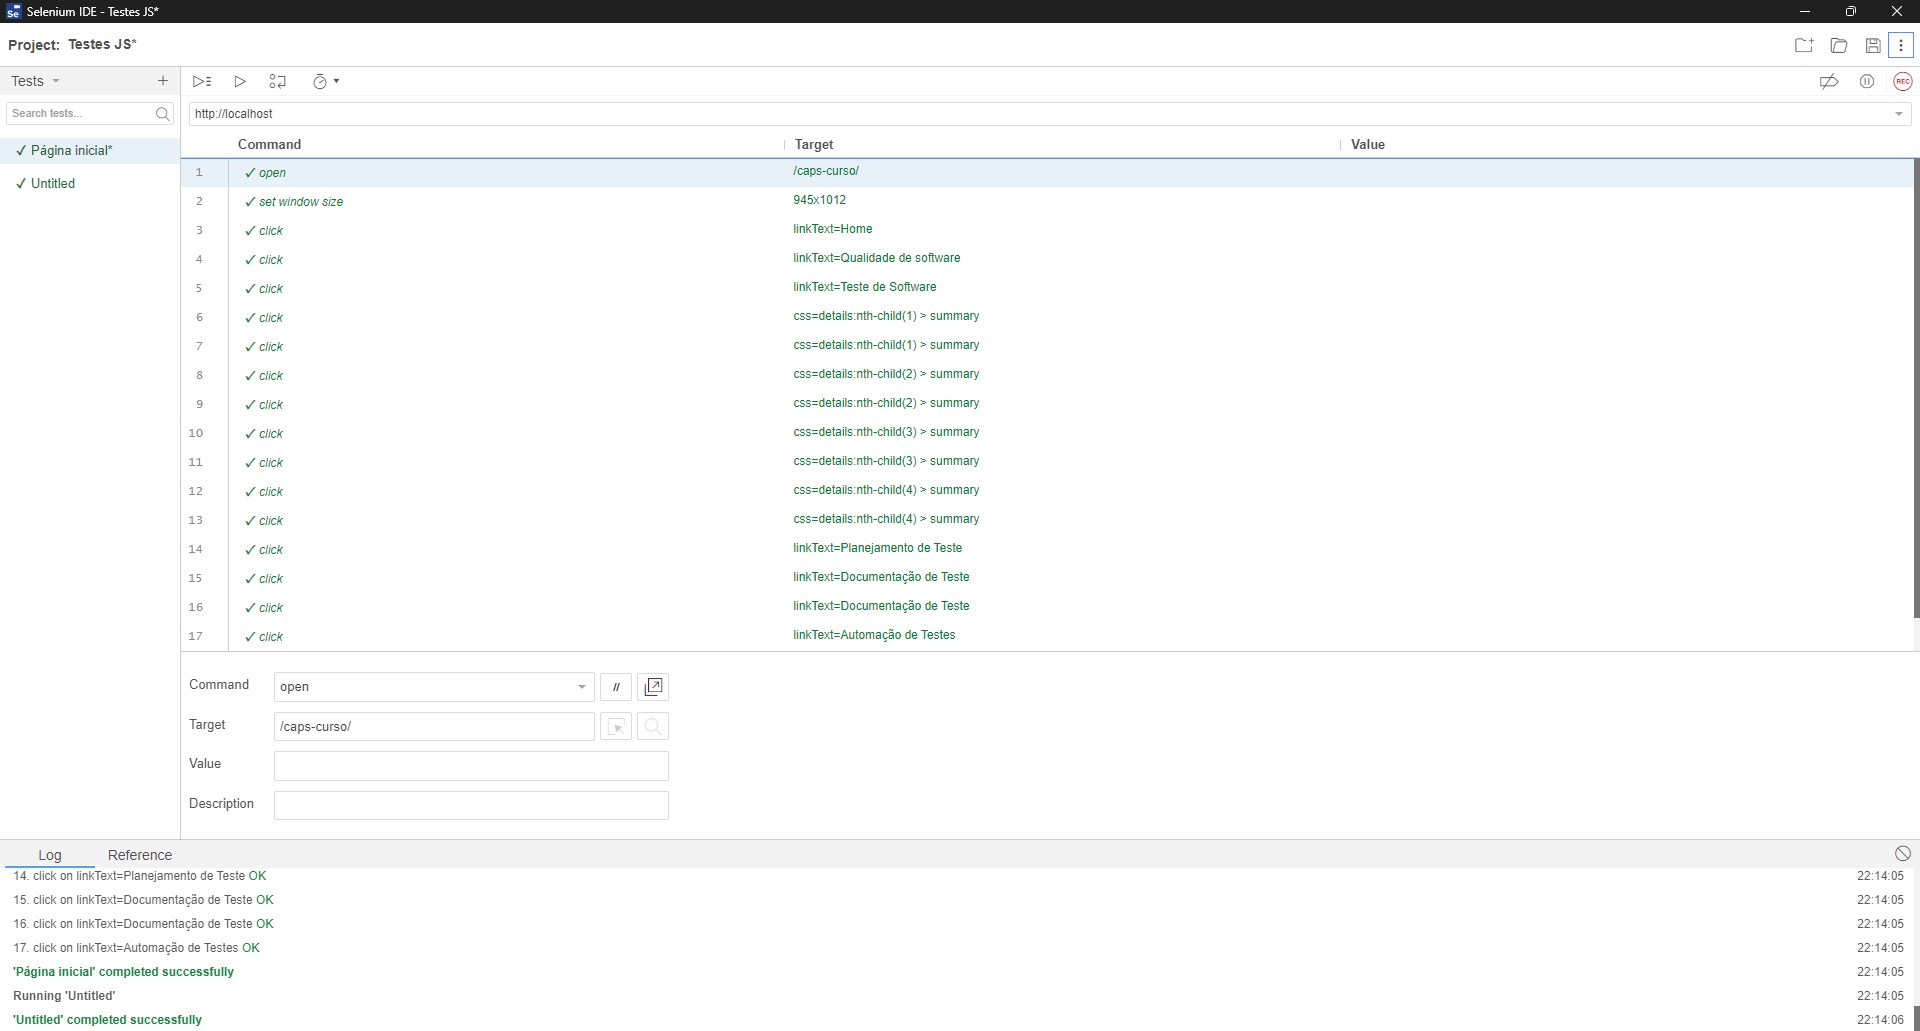 Se Selenium IDE - Testes JS*
Project: Testes JS*
Tests
Search tests...
✓ Página inicial*
✓ Untitled
REC
http://localhost
Command Target Value
1 ✓ open /caps-curso/
2 ✓ set window size 945x1012
3 ✓ click linkText=Home
4 ✓ click linkText=Qualidade de software
5 ✓ click linkText=Teste de Software
6 ✓ click css=details:nth-child(1) > summary
7 ✓ click css=details:nth-child(1) > summary
8 ✓ click css=details:nth-child(2) > summary
9 ✓ click css=details:nth-child(2) > summary
10 ✓ click css=details:nth-child(3) > summary
11 ✓ click css=details:nth-child(3) > summary
12 ✓ click css=details:nth-child(4) > summary
13 ✓ click css=details:nth-child(4) > summary
14 ✓ click linkText=Planejamento de Teste
15 ✓ click linkText=Documentação de Teste
16 ✓ click linkText=Documentação de Teste
17 ✓ click linkText=Automação de Testes
Command open //
Target /caps-curso/
Value
Description
Log Reference
14. click on linkText=Planejamento de Teste OK 22:14:05
15. click on linkText=Documentação de Teste OK 22:14:05
16. click on linkText=Documentação de Teste OK 22:14:05
17. click on linkText=Automação de Testes OK 22:14:05
'Página inicial' completed successfully 22:14:05
Running 'Untitled' 22:14:05
'Untitled' completed successfully 22:14:06